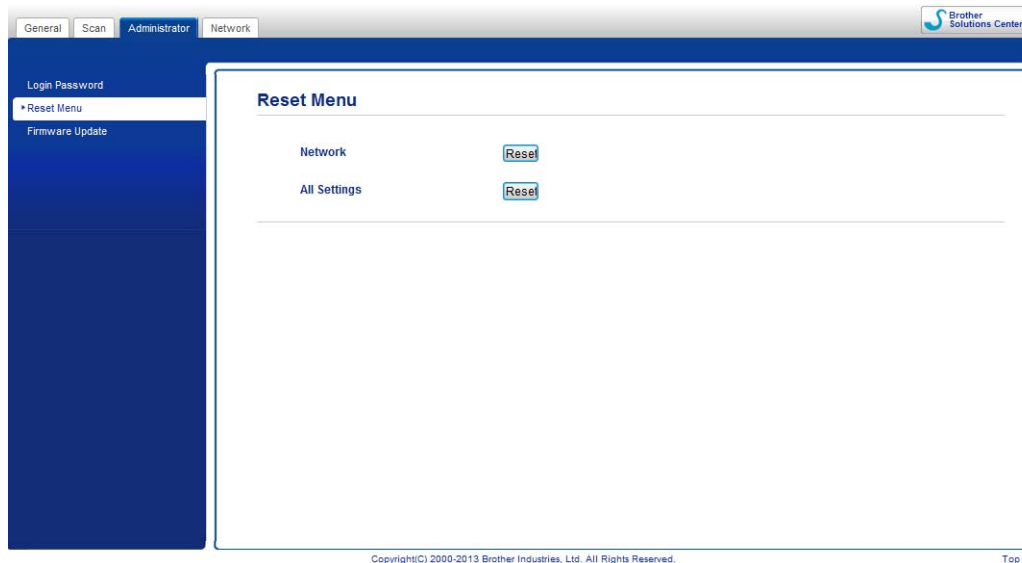 General Scan Administrator Network
Brother
Solutions Center
Login Password
Reset Menu
Firmware Update
Reset Menu
Network Reset
All Settings Reset
Copyright(C) 2000-2013 Brother Industries, Ltd. All Rights Reserved. Top